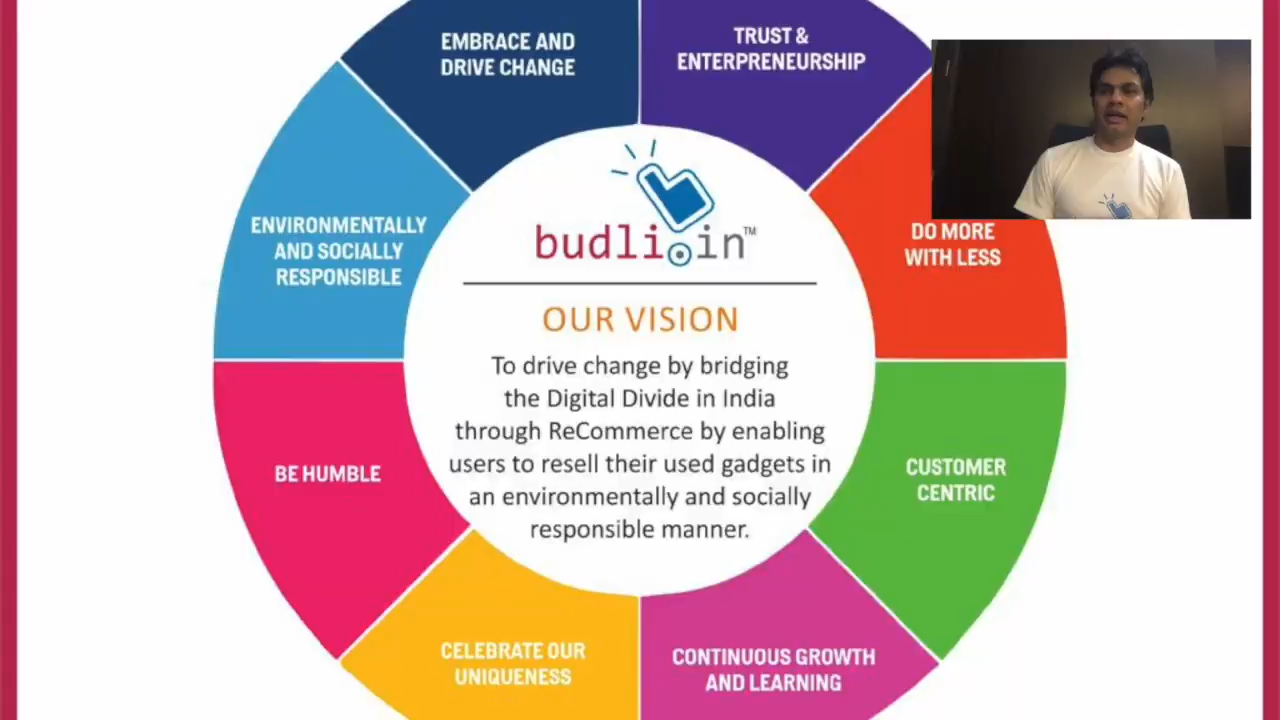 EMBRACE AND
DRIVE CHANGE
TRUST &
ENTERPRENEURSHIP
ENVIRONMENTALLY
AND SOCIALLY
RESPONSIBLE
DO MORE
WITH LESS
budli.in™
OUR VISION
To drive change by bridging
the Digital Divide in India
through ReCommerce by enabling
users to resell their used gadgets in
an environmentally and socially
responsible manner.
BE HUMBLE
CUSTOMER
CENTRIC
CELEBRATE OUR
UNIQUENESS
CONTINUOUS GROWTH
AND LEARNING